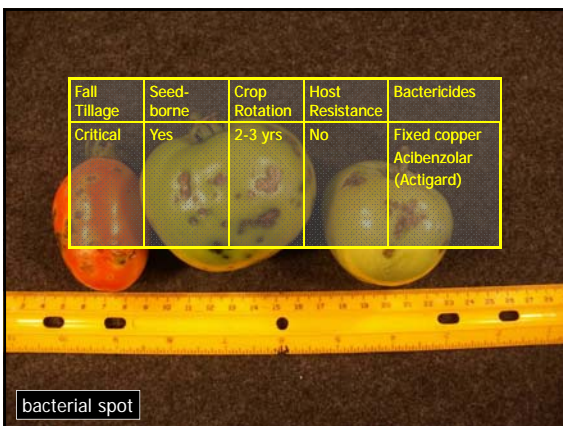 Fall Tillage
Seed-borne
Crop Rotation
Host Resistance
Bactericides
Critical
Yes
2-3 yrs
No
Fixed copper
Acibenzolar
(Actigard)
bacterial spot